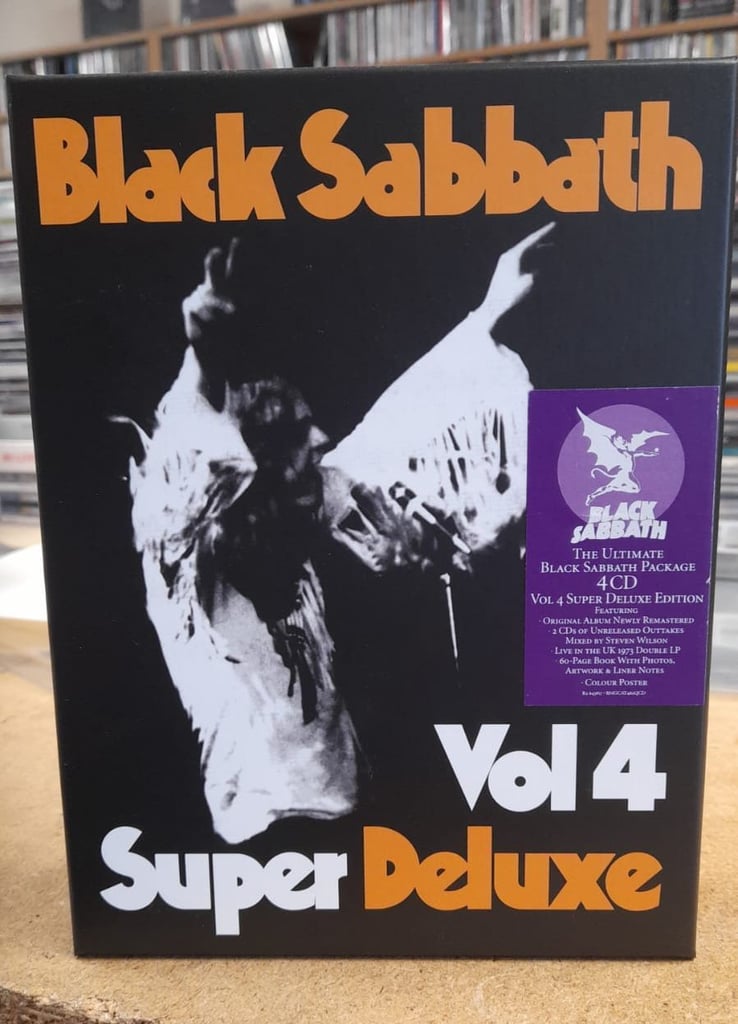 Black Sabbath
BLACK
SABBATH
The Ultimate
Black Sabbath Package
4CD
Vol 4 Super Deluxe Edition
Featuring
· Original Album Newly Remastered
· 2 CDs of Unreleased Outtakes
Mixed by Steven Wilson
· Live in the UK 1973 Double LP
· 60-Page Book With Photos,
Artwork & Liner Notes
· Colour Poster
Vol 4
Super Deluxe